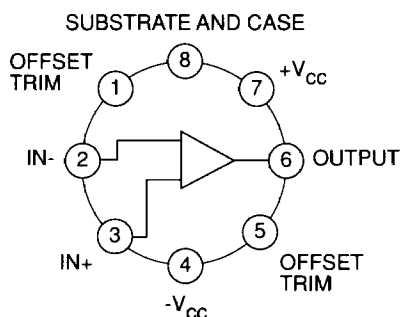 SUBSTRATE AND CASE
OFFSET
TRIM
8
1
7
+VCC
IN-
2
6
OUTPUT
3
5
IN+
4
OFFSET
TRIM
-VCC